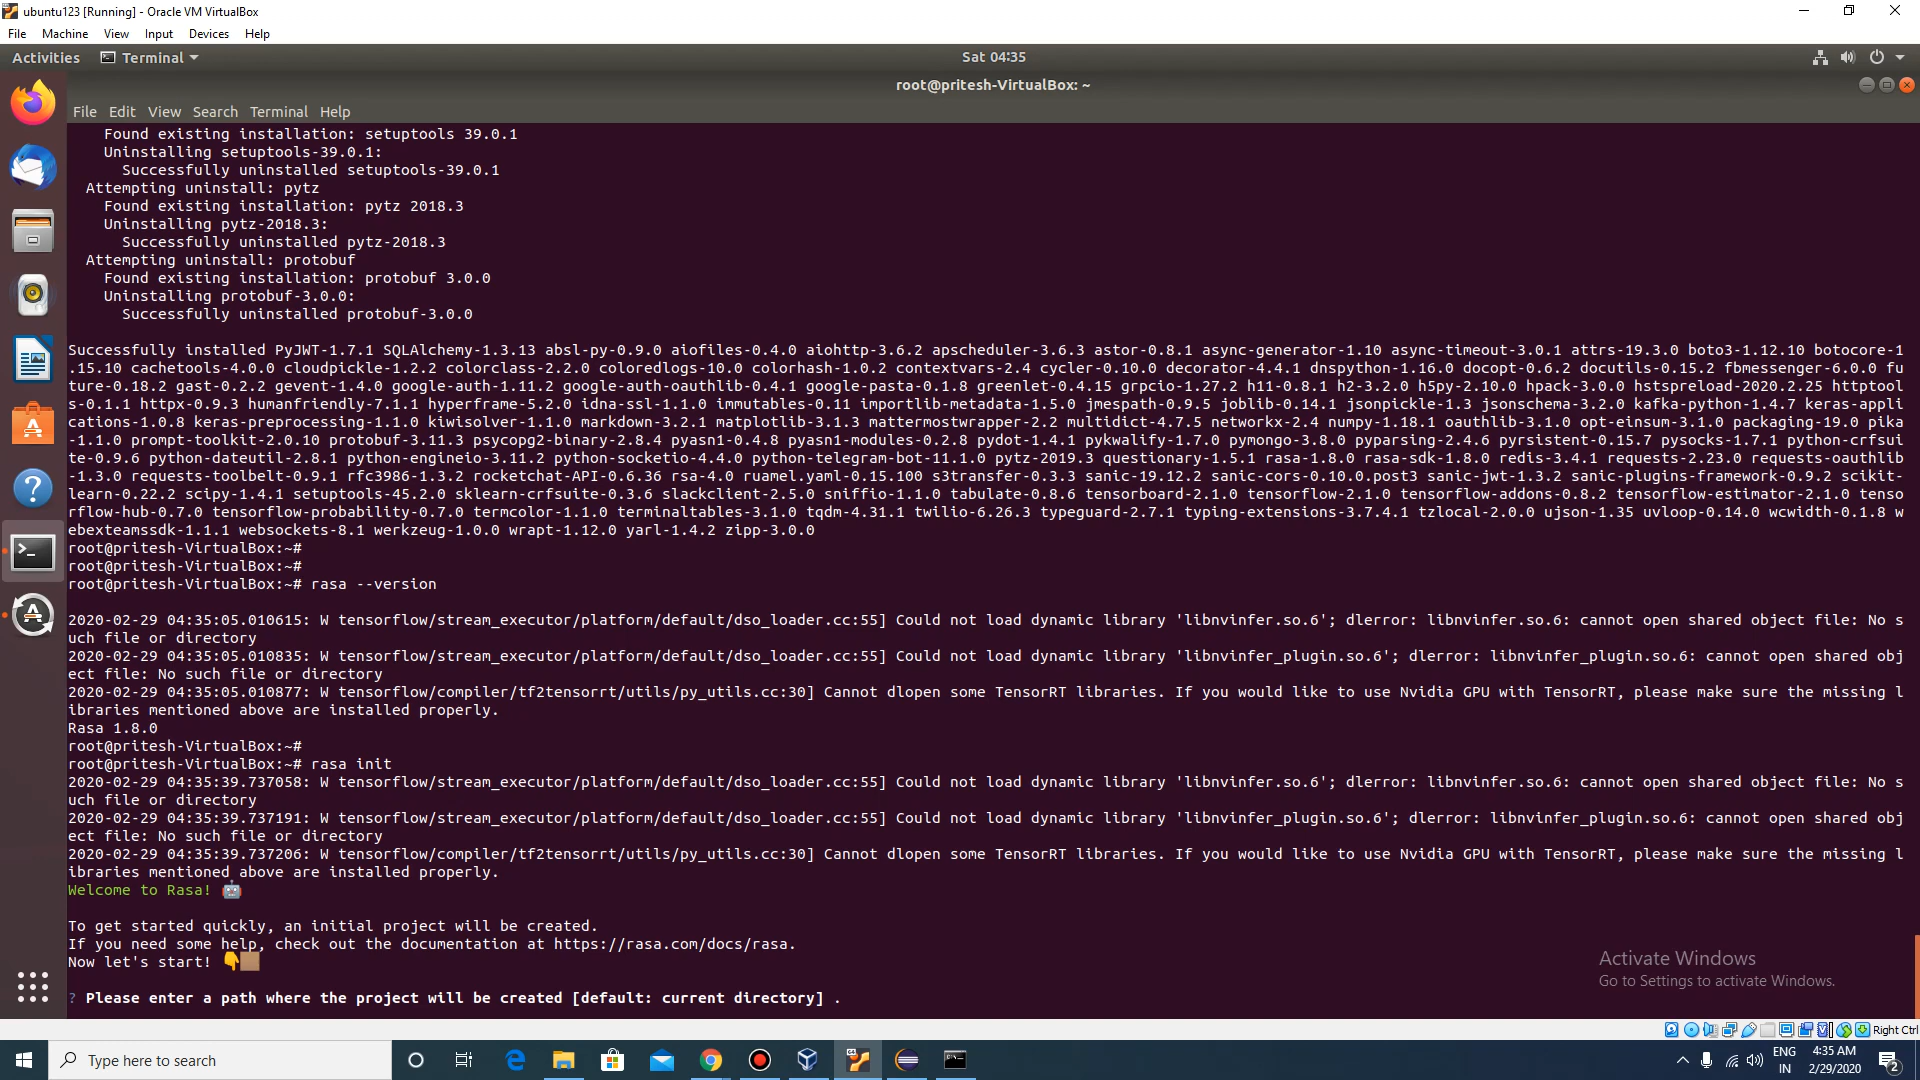 ubuntu123 [Running] - Oracle VM VirtualBox
File Machine View Input Devices Help
Activities Terminal Sat 04:35
root@pritesh-VirtualBox: ~
File Edit View Search Terminal Help
Found existing installation: setuptools 39.0.1
Uninstalling setuptools-39.0.1:
Successfully uninstalled setuptools-39.0.1
Attempting uninstall: pytz
Found existing installation: pytz 2018.3
Uninstalling pytz-2018.3:
Successfully uninstalled pytz-2018.3
Attempting uninstall: protobuf
Found existing installation: protobuf 3.0.0
Uninstalling protobuf-3.0.0:
Successfully uninstalled protobuf-3.0.0
Successfully installed PyJWT-1.7.1 SQLAlchemy-1.3.13 absl-py-0.9.0 aiofiles-0.4.0 aiohttp-3.6.2 apscheduler-3.6.3 astor-0.8.1 async-generator-1.10 async-timeout-3.0.1 attrs-19.3.0 boto3-1.12.10 botocore-1
.15.10 cachetools-4.0.0 cloudpickle-1.2.2 colorclass-2.2.0 coloredlogs-10.0 colorhash-1.0.2 contextvars-2.4 cycler-0.10.0 decorator-4.4.1 dnspython-1.16.0 docopt-0.6.2 docutils-0.15.2 fbmessenger-6.0.0 fu
ture-0.18.2 gast-0.2.2 gevent-1.4.0 google-auth-1.11.2 google-auth-oauthlib-0.4.1 google-pasta-0.1.8 greenlet-0.4.15 grpcio-1.27.2 h11-0.8.1 h2-3.2.0 h5py-2.10.0 hpack-3.0.0 hstspreload-2020.2.25 httptool
s-0.1.1 httpx-0.9.3 humanfriendly-7.1.1 hyperframe-5.2.0 idna-ssl-1.1.0 immutables-0.11 importlib-metadata-1.5.0 jmespath-0.9.5 joblib-0.14.1 jsonpickle-1.3 jsonschema-3.2.0 kafka-python-1.4.7 keras-appli
cations-1.0.8 keras-preprocessing-1.1.0 kiwisolver-1.1.0 markdown-3.2.1 matplotlib-3.1.3 mattermostwrapper-2.2 multidict-4.7.5 networkx-2.4 numpy-1.18.1 oauthlib-3.1.0 opt-einsum-3.1.0 packaging-19.0 pika
-1.1.0 prompt-toolkit-2.0.10 protobuf-3.11.3 psycopg2-binary-2.8.4 pyasn1-0.4.8 pyasn1-modules-0.2.8 pydot-1.4.1 pykwalify-1.7.0 pymongo-3.8.0 pyparsing-2.4.6 pyrsistent-0.15.7 pysocks-1.7.1 python-crfsui
te-0.9.6 python-dateutil-2.8.1 python-engineio-3.11.2 python-socketio-4.4.0 python-telegram-bot-11.1.0 pytz-2019.3 questionary-1.5.1 rasa-1.8.0 rasa-sdk-1.8.0 redis-3.4.1 requests-2.23.0 requests-oauthlib
-1.3.0 requests-toolbelt-0.9.1 rfc3986-1.3.2 rocketchat-API-0.6.36 rsa-4.0 ruamel.yaml-0.15.100 s3transfer-0.3.3 sanic-19.12.2 sanic-cors-0.10.0.post3 sanic-jwt-1.3.2 sanic-plugins-framework-0.9.2 scikit-
learn-0.22.2 scipy-1.4.1 setuptools-45.2.0 sklearn-crfsuite-0.3.6 slackclient-2.5.0 sniffio-1.1.0 tabulate-0.8.6 tensorboard-2.1.0 tensorflow-2.1.0 tensorflow-addons-0.8.2 tensorflow-estimator-2.1.0 tenso
rflow-hub-0.7.0 tensorflow-probability-0.7.0 termcolor-1.1.0 terminaltables-3.1.0 tqdm-4.31.1 twilio-6.26.3 typeguard-2.7.1 typing-extensions-3.7.4.1 tzlocal-2.0.0 ujson-1.35 uvloop-0.14.0 wcwidth-0.1.8 w
ebexteamssdk-1.1.1 websockets-8.1 werkzeug-1.0.0 wrapt-1.12.0 yarl-1.4.2 zipp-3.0.0
root@pritesh-VirtualBox:~#
root@pritesh-VirtualBox:~#
root@pritesh-VirtualBox:~# rasa --version
2020-02-29 04:35:05.010615: W tensorflow/stream_executor/platform/default/dso_loader.cc:55] Could not load dynamic library 'libnvinfer.so.6'; dlerror: libnvinfer.so.6: cannot open shared object file: No s
uch file or directory
2020-02-29 04:35:05.010835: W tensorflow/stream_executor/platform/default/dso_loader.cc:55] Could not load dynamic library 'libnvinfer_plugin.so.6'; dlerror: libnvinfer_plugin.so.6: cannot open shared obj
ect file: No such file or directory
2020-02-29 04:35:05.010877: W tensorflow/compiler/tf2tensorrt/utils/py_utils.cc:30] Cannot dlopen some TensorRT libraries. If you would like to use Nvidia GPU with TensorRT, please make sure the missing l
ibraries mentioned above are installed properly.
Rasa 1.8.0
root@pritesh-VirtualBox:~#
root@pritesh-VirtualBox:~# rasa init
2020-02-29 04:35:39.737058: W tensorflow/stream_executor/platform/default/dso_loader.cc:55] Could not load dynamic library 'libnvinfer.so.6'; dlerror: libnvinfer.so.6: cannot open shared object file: No s
uch file or directory
2020-02-29 04:35:39.737191: W tensorflow/stream_executor/platform/default/dso_loader.cc:55] Could not load dynamic library 'libnvinfer_plugin.so.6'; dlerror: libnvinfer_plugin.so.6: cannot open shared obj
ect file: No such file or directory
2020-02-29 04:35:39.737206: W tensorflow/compiler/tf2tensorrt/utils/py_utils.cc:30] Cannot dlopen some TensorRT libraries. If you would like to use Nvidia GPU with TensorRT, please make sure the missing l
ibraries mentioned above are installed properly.
Welcome to Rasa! 🤖
To get started quickly, an initial project will be created.
If you need some help, check out the documentation at https://rasa.com/docs/rasa.
Now let's start! 👇🏽
? Please enter a path where the project will be created [default: current directory] .
Activate Windows
Go to Settings to activate Windows.
Right Ctrl
Type here to search
ENG
IN
4:35 AM
2/29/2020
2